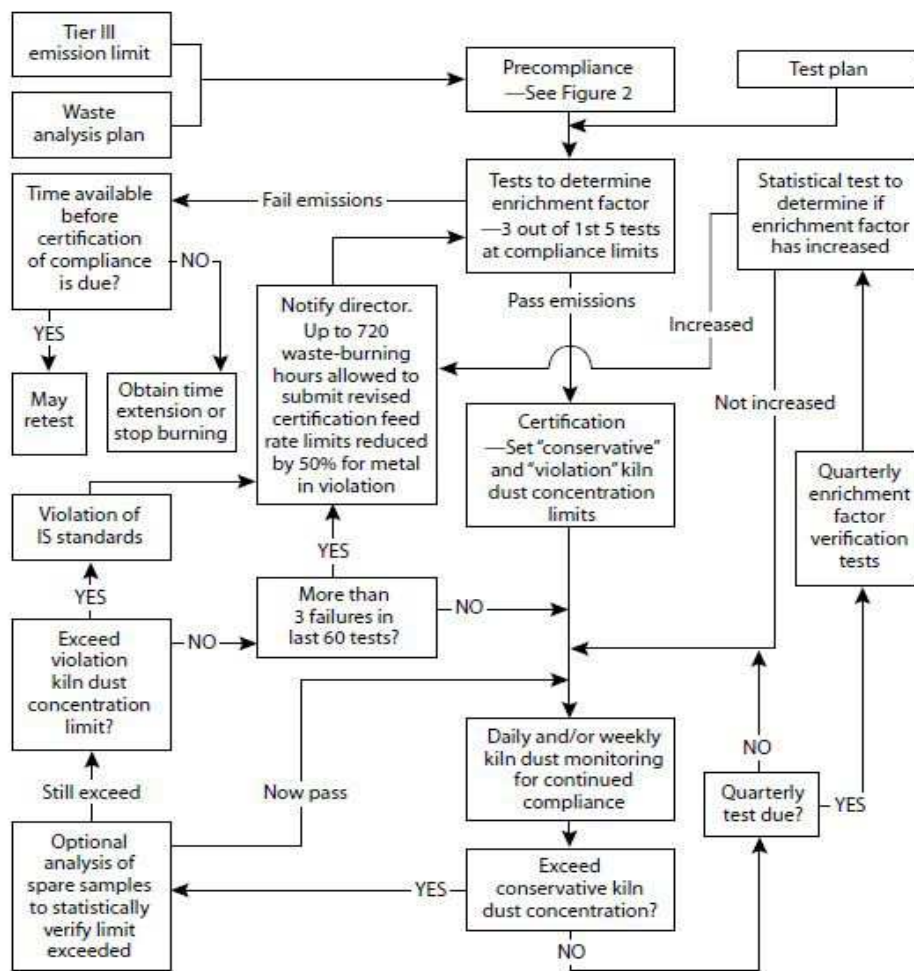 Tier III
emission limit
Precompliance
—See Figure 2
Test plan
Waste
analysis plan
Time available
before
certification
of compliance
is due?
Fail emissions
Tests to determine
enrichment factor
—3 out of 1st 5 tests
at compliance limits
Statistical test to
determine if
enrichment factor
has increased
NO
YES
Notify director.
Up to 720
waste-burning
hours allowed to
submit revised
certification feed
rate limits reduced
by 50% for metal
in violation
Pass emissions
Increased
May
retest
Obtain time
extension or
stop burning
Certification
—Set “conservative”
and “violation” kiln
dust concentration
limits
Not increased
Quarterly
enrichment
factor
verification
tests
Violation of
IS standards
YES
YES
More than
3 failures in
last 60 tests?
NO
Exceed
violation
kiln dust
concentration
limit?
NO
Daily and/or weekly
kiln dust monitoring
for continued
compliance
NO
Still exceed
Now pass
Quarterly
test due?
YES
Optional
analysis of
spare samples
to statistically
verify limit
exceeded
YES
Exceed
conservative kiln
dust concentration?
NO